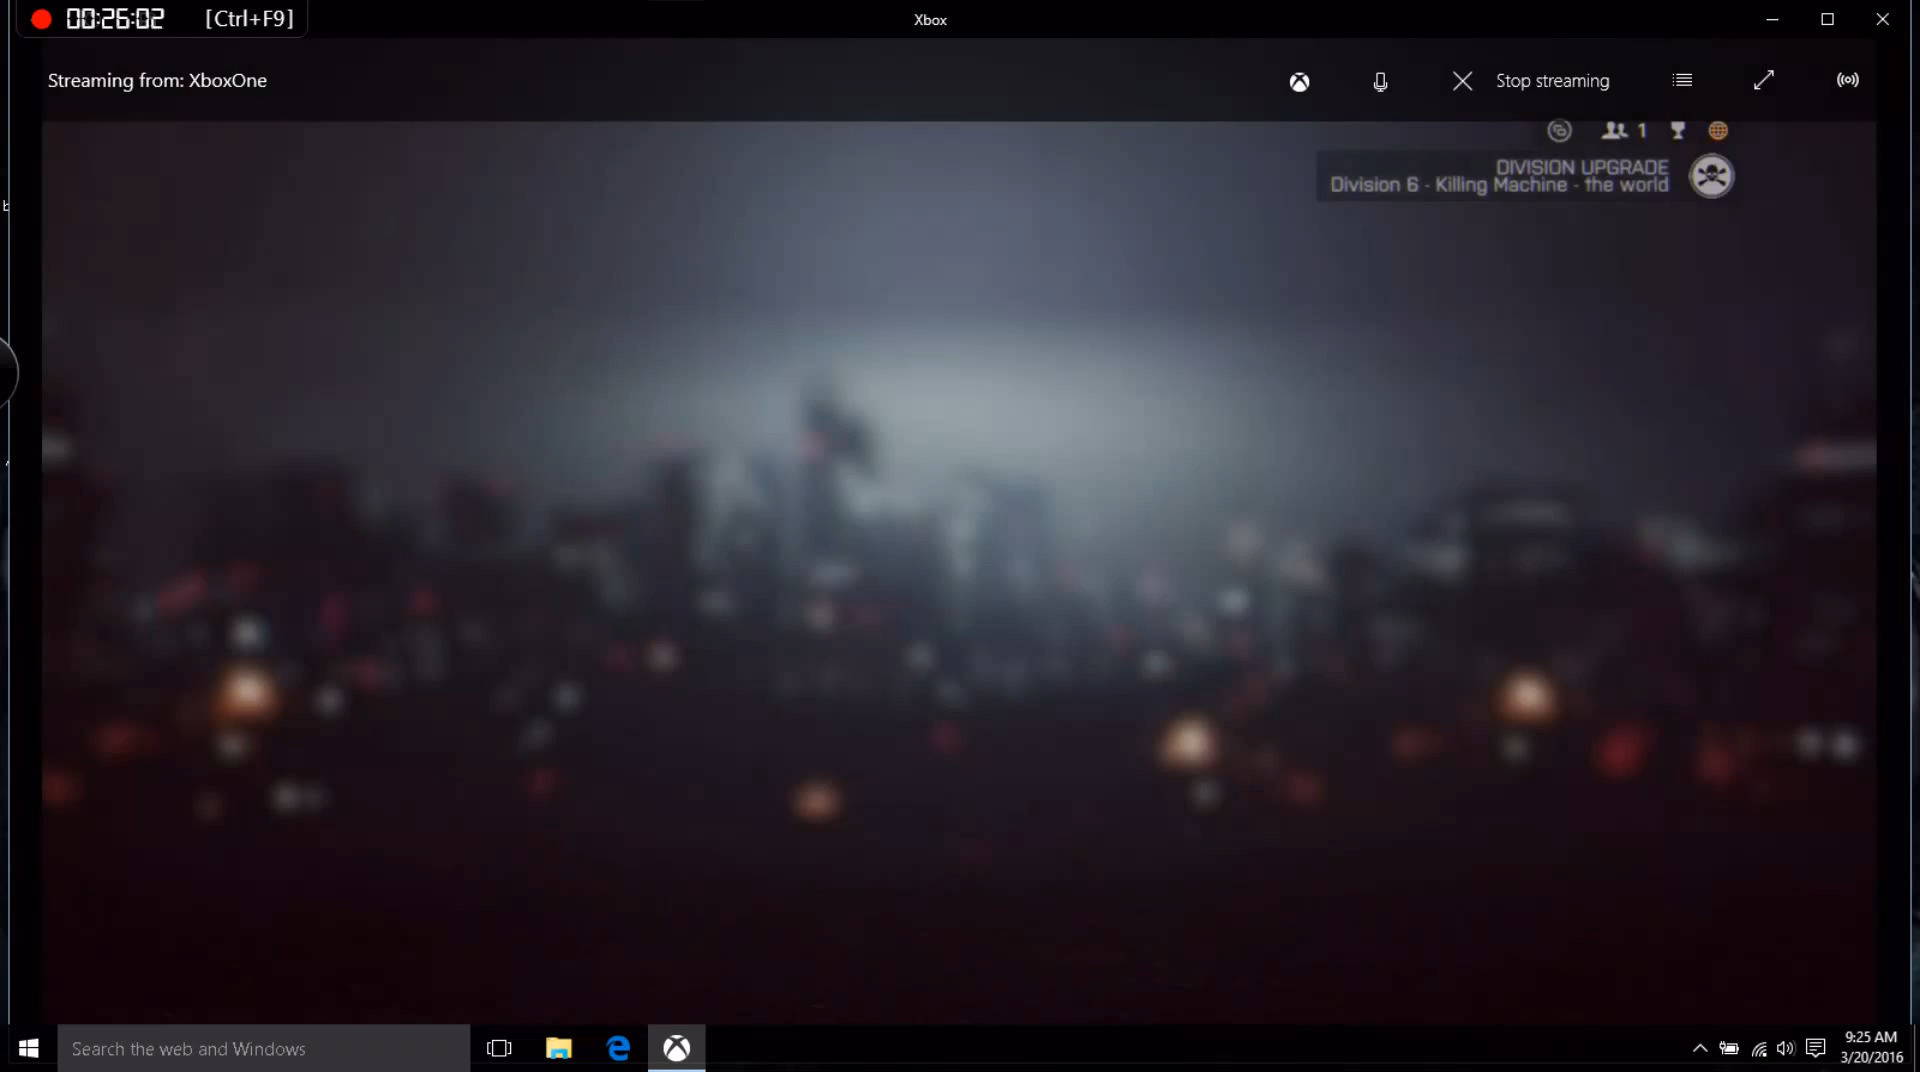 00:26:02 [Ctrl+F9]
Xbox
Streaming from: XboxOne
Stop streaming
1
DIVISION UPGRADE
Division 6 - Killing Machine - the world
b
Search the web and Windows
9:25 AM
3/20/2016